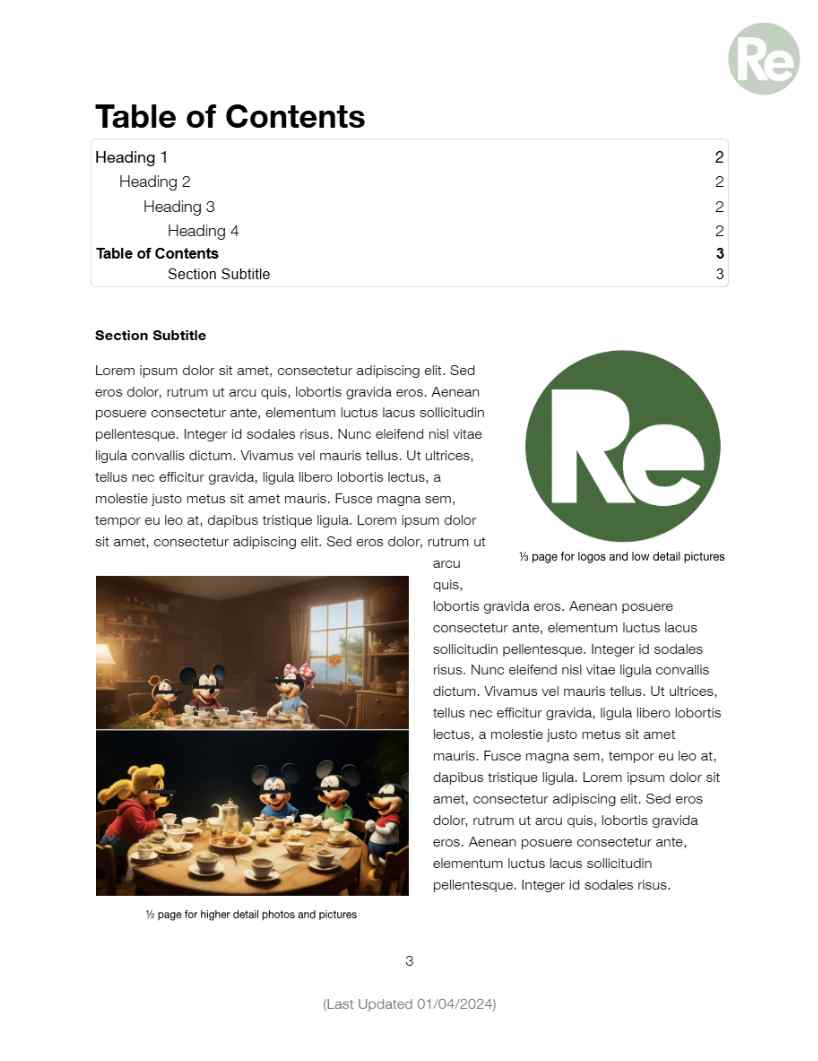 Re
Table of Contents
Heading 1 2
Heading 2 2
Heading 3 2
Heading 4 2
Table of Contents 3
Section Subtitle 3
Section Subtitle
Lorem ipsum dolor sit amet, consectetur adipiscing elit. Sed
eros dolor, rutrum ut arcu quis, lobortis gravida eros. Aenean
posuere consectetur ante, elementum luctus lacus sollicitudin
pellentesque. Integer id sodales risus. Nunc eleifend nisl vitae
ligula convallis dictum. Vivamus vel mauris tellus. Ut ultrices,
tellus nec efficitur gravida, ligula libero lobortis lectus, a
molestie justo metus sit amet mauris. Fusce magna sem,
tempor eu leo at, dapibus tristique ligula. Lorem ipsum dolor
sit amet, consectetur adipiscing elit. Sed eros dolor, rutrum ut
Re
⅓ page for logos and low detail pictures
arcu
quis,
lobortis gravida eros. Aenean posuere
consectetur ante, elementum luctus lacus
sollicitudin pellentesque. Integer id sodales
risus. Nunc eleifend nisl vitae ligula convallis
dictum. Vivamus vel mauris tellus. Ut ultrices,
tellus nec efficitur gravida, ligula libero lobortis
lectus, a molestie justo metus sit amet
mauris. Fusce magna sem, tempor eu leo at,
dapibus tristique ligula. Lorem ipsum dolor sit
amet, consectetur adipiscing elit. Sed eros
dolor, rutrum ut arcu quis, lobortis gravida
eros. Aenean posuere consectetur ante,
elementum luctus lacus sollicitudin
pellentesque. Integer id sodales risus.
½ page for higher detail photos and pictures
3
(Last Updated 01/04/2024)